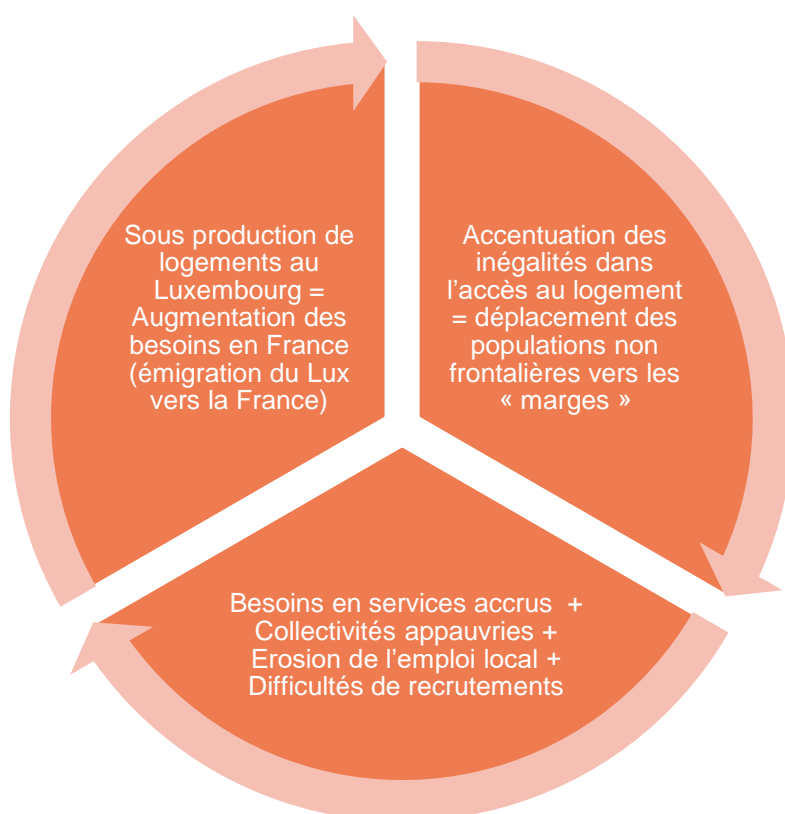 Sous production de
logements au
Luxembourg =
Augmentation des
besoins en France
(émigration du Lux
vers la France)
Accentuation des
inégalités dans
l'accès au logement
= déplacement des
populations non
frontalières vers les
« marges »
Besoins en services accrus +
Collectivités appauvries +
Erosion de l'emploi local +
Difficultés de recrutements